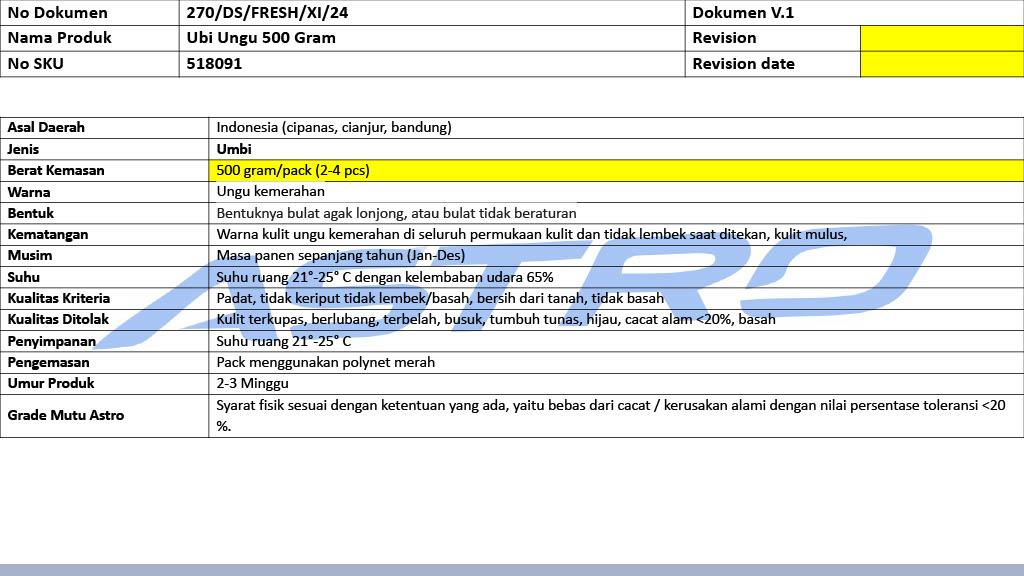 No Dokumen 270/DS/FRESH/XI/24 Dokumen V.1
Nama Produk Ubi Ungu 500 Gram Revision
No SKU 518091 Revision date
Asal Daerah Indonesia (cipanas, cianjur, bandung)
Jenis Umbi
Berat Kemasan 500 gram/pack (2-4 pcs)
Warna Ungu kemerahan
Bentuk Bentuknya bulat agak lonjong, atau bulat tidak beraturan
Kematangan Warna kulit ungu kemerahan di seluruh permukaan kulit dan tidak lembek saat ditekan, kulit mulus,
Musim Masa panen sepanjang tahun (Jan-Des)
Suhu Suhu ruang 21°-25° C dengan kelembaban udara 65%
Kualitas Kriteria Padat, tidak keriput tidak lembek/basah, bersih dari tanah, tidak basah
Kualitas Ditolak Kulit terkupas, berlubang, terbelah, busuk, tumbuh tunas, hijau, cacat alam <20%, basah
Penyimpanan Suhu ruang 21°-25° C
Pengemasan Pack menggunakan polynet merah
Umur Produk 2-3 Minggu
Grade Mutu Astro Syarat fisik sesuai dengan ketentuan yang ada, yaitu bebas dari cacat / kerusakan alami dengan nilai persentase toleransi <20
%.
ASTRO